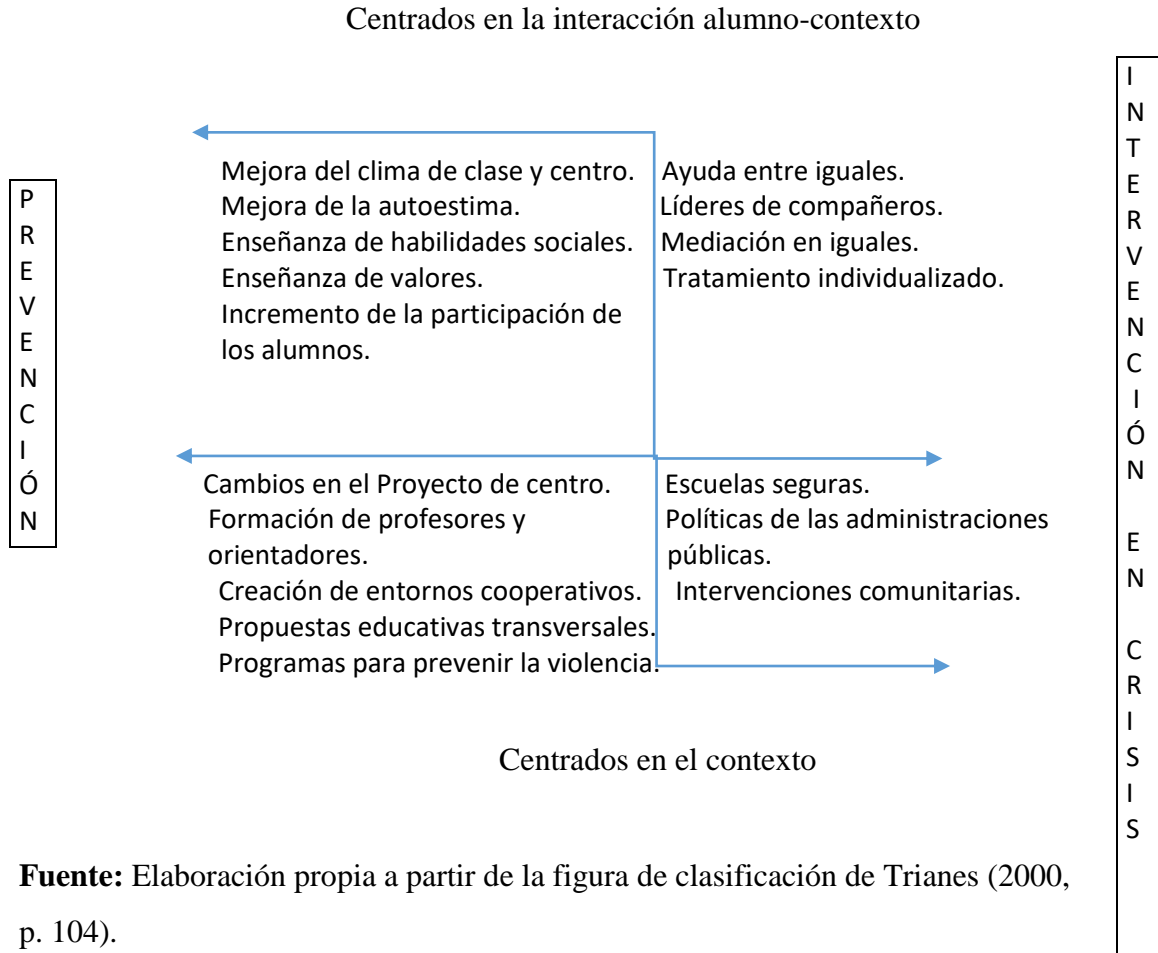 Centrados en la interacción alumno-contexto
PREVENCIÓN
Mejora del clima de clase y centro.
Mejora de la autoestima.
Enseñanza de habilidades sociales.
Enseñanza de valores.
Incremento de la participación de
los alumnos.
Ayuda entre iguales.
Líderes de compañeros.
Mediación en iguales.
Tratamiento individualizado.
Cambios en el Proyecto de centro.
Formación de profesores y
orientadores.
Creación de entornos cooperativos.
Propuestas educativas transversales.
Programas para prevenir la violencia.
Escuelas seguras.
Políticas de las administraciones
públicas.
Intervenciones comunitarias.
INTERVENCIÓN EN CRISIS
Centrados en el contexto
Fuente: Elaboración propia a partir de la figura de clasificación de Trianes (2000,
p. 104).